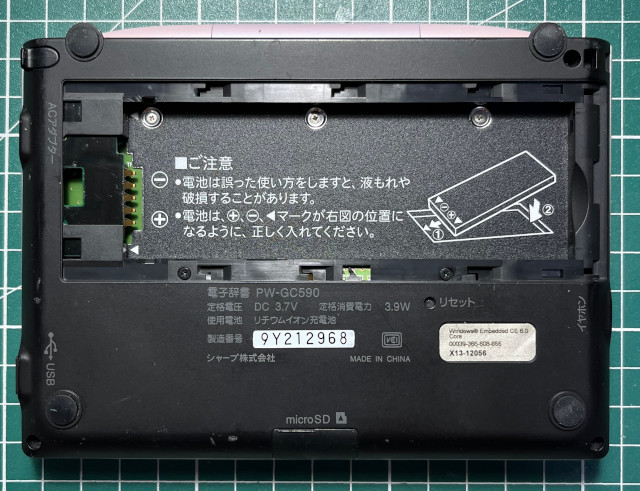 ACアダプター
■ご注意
•電池は誤った使い方をしますと、液もれや
破損することがあります。
•電池は、⊕、⊖、◀マークが右図の位置に
なるように、正しく入れてください。
⊖
⊕
①
②
電子辞書 PW-GC590
定格電圧 DC 3.7V 定格消費電力 3.9W
使用電池 リチウムイオン充電池
製造番号 9Y212968
シャープ株式会社 MADE IN CHINA
VCI
リセット
イヤホン
Windows® Embedded CE 6.0
Core
X13-12056
USB
microSD